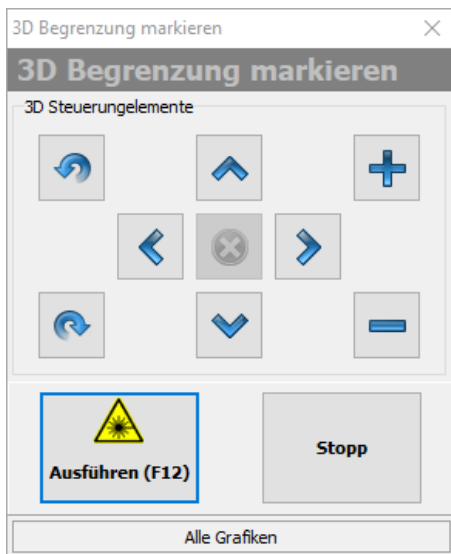 3D Begrenzung markieren
3D Begrenzung markieren
3D Steuerungelemente
Ausführen (F12)
Stopp
Alle Grafiken